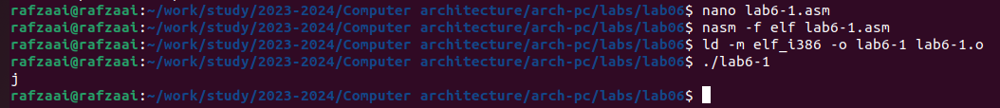 rafzaai@rafzaai:~/work/study/2023-2024/Computer architecture/arch-pc/labs/lab06$ nano lab6-1.asm
rafzaai@rafzaai:~/work/study/2023-2024/Computer architecture/arch-pc/labs/lab06$ nasm -f elf lab6-1.asm
rafzaai@rafzaai:~/work/study/2023-2024/Computer architecture/arch-pc/labs/lab06$ ld -m elf_i386 -o lab6-1 lab6-1.o
rafzaai@rafzaai:~/work/study/2023-2024/Computer architecture/arch-pc/labs/lab06$ ./lab6-1
j
rafzaai@rafzaai:~/work/study/2023-2024/Computer architecture/arch-pc/labs/lab06$